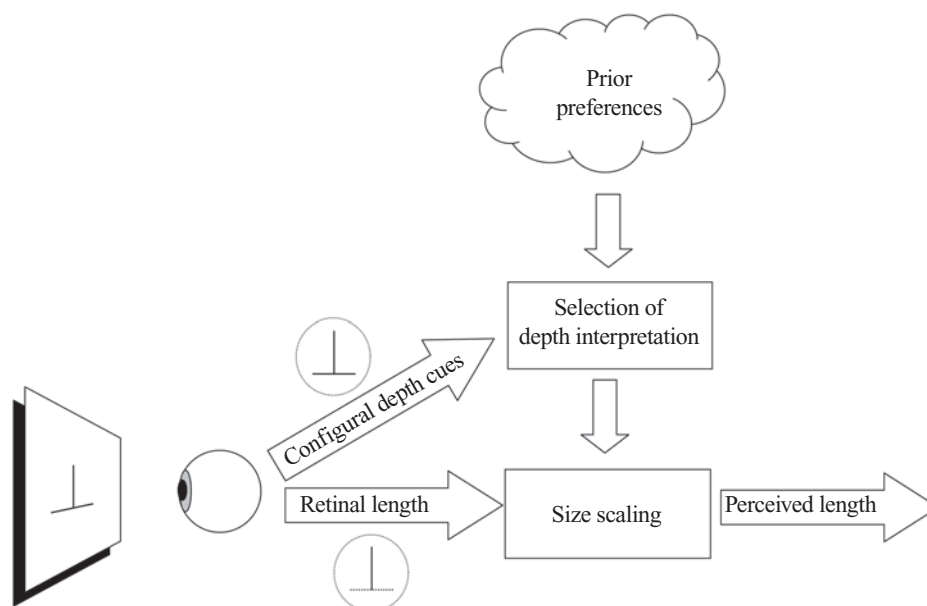 Prior
preferences
Selection of
depth interpretation
Configural depth cues
Retinal length
Size scaling
Perceived length